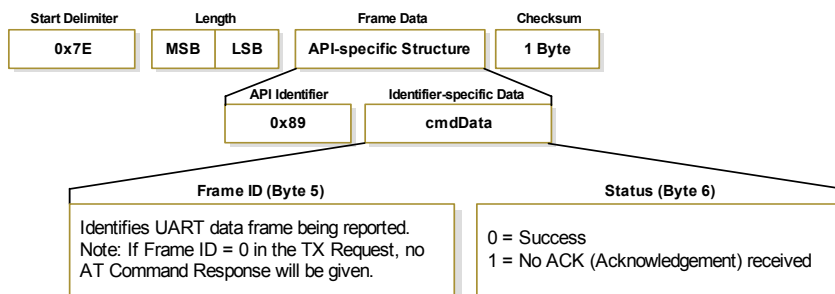 Start Delimiter
Length
Frame Data
Checksum
0x7E
MSB
LSB
API-specific Structure
1 Byte
API Identifier
Identifier-specific Data
0x89
cmdData
Frame ID (Byte 5)
Identifies UART data frame being reported.
Note: If Frame ID = 0 in the TX Request, no
AT Command Response will be given.
Status (Byte 6)
0 = Success
1 = No ACK (Acknowledgement) received